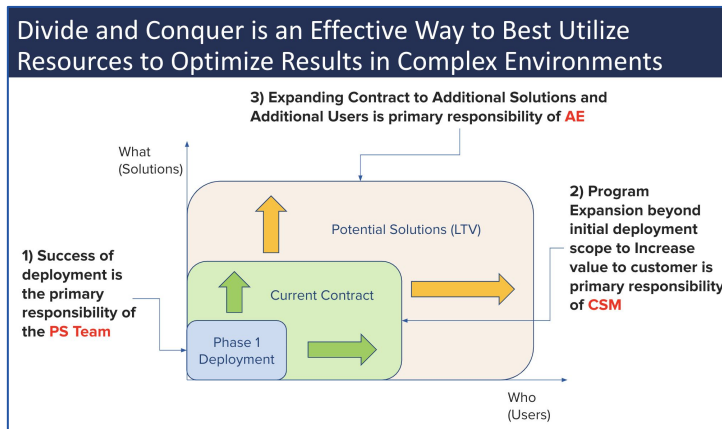 Divide and Conquer is an Effective Way to Best Utilize
Resources to Optimize Results in Complex Environments
3) Expanding Contract to Additional Solutions and
Additional Users is primary responsibility of AE
What
(Solutions)
Potential Solutions (LTV)
2) Program
Expansion beyond
initial deployment
scope to Increase
value to customer is
primary responsibility
of CSM
1) Success of
deployment is
the primary
responsibility of
the PS Team
Current Contract
Phase 1
Deployment
Who
(Users)